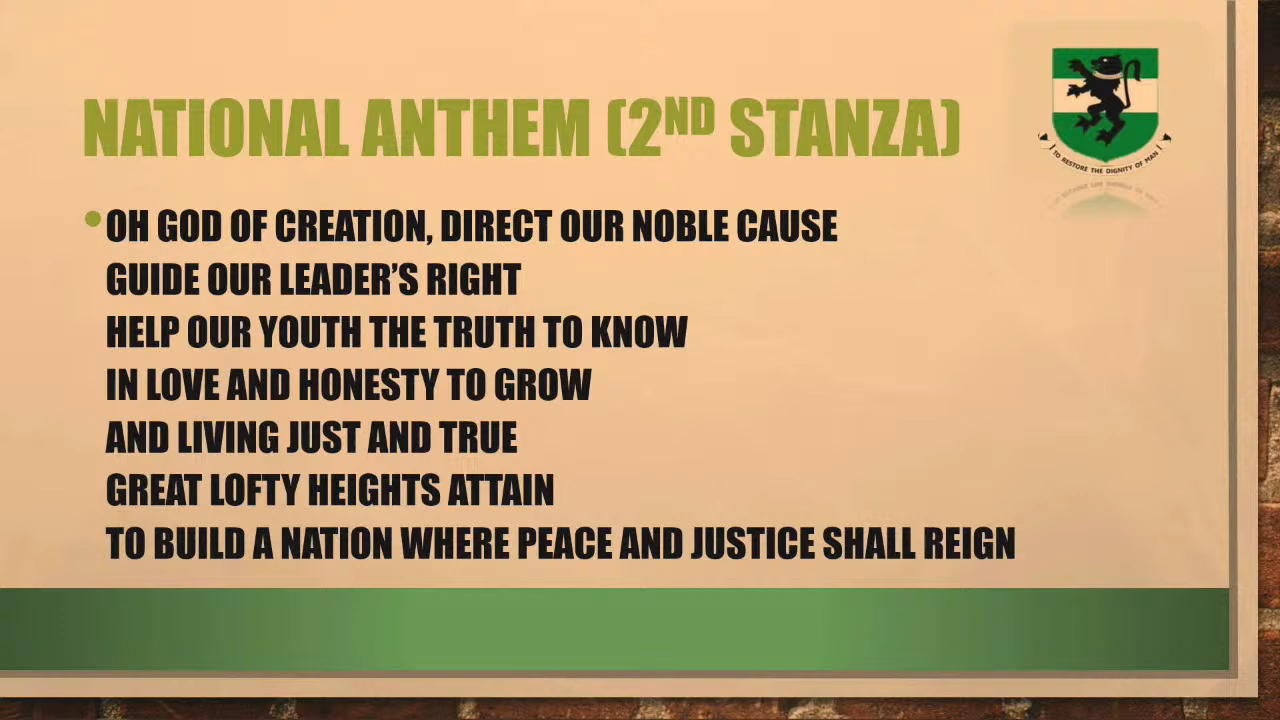 NATIONAL ANTHEM (2ND STANZA)
TO RESTORE THE DIGNITY OF MAN
• OH GOD OF CREATION, DIRECT OUR NOBLE CAUSE
GUIDE OUR LEADER’S RIGHT
HELP OUR YOUTH THE TRUTH TO KNOW
IN LOVE AND HONESTY TO GROW
AND LIVING JUST AND TRUE
GREAT LOFTY HEIGHTS ATTAIN
TO BUILD A NATION WHERE PEACE AND JUSTICE SHALL REIGN